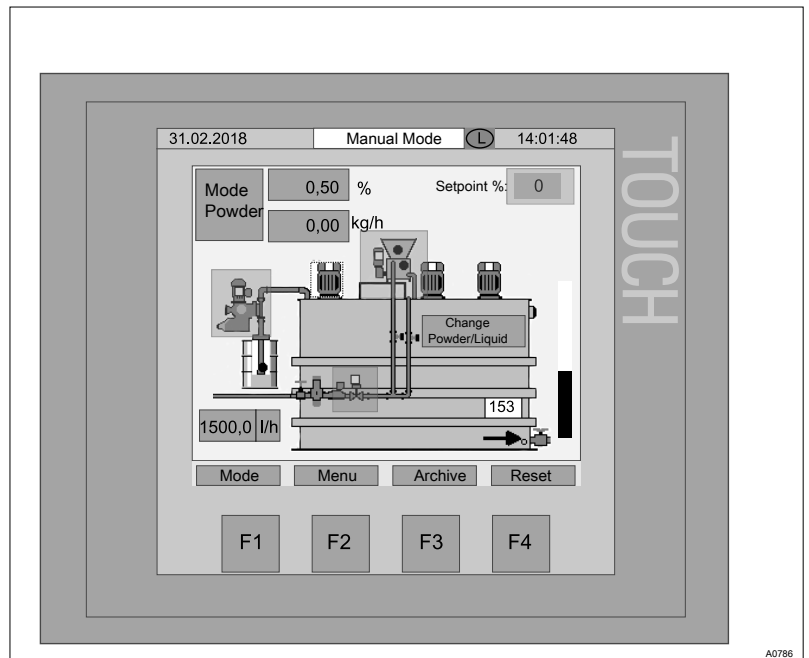 31.02.2018 Manual Mode L 14:01:48
Mode
Powder
0,50 %
Setpoint %: 0
0,00 kg/h
Change
Powder/Liquid
153
1500,0 l/h
Mode Menu Archive Reset
F1 F2 F3 F4
TOUCH
A0786